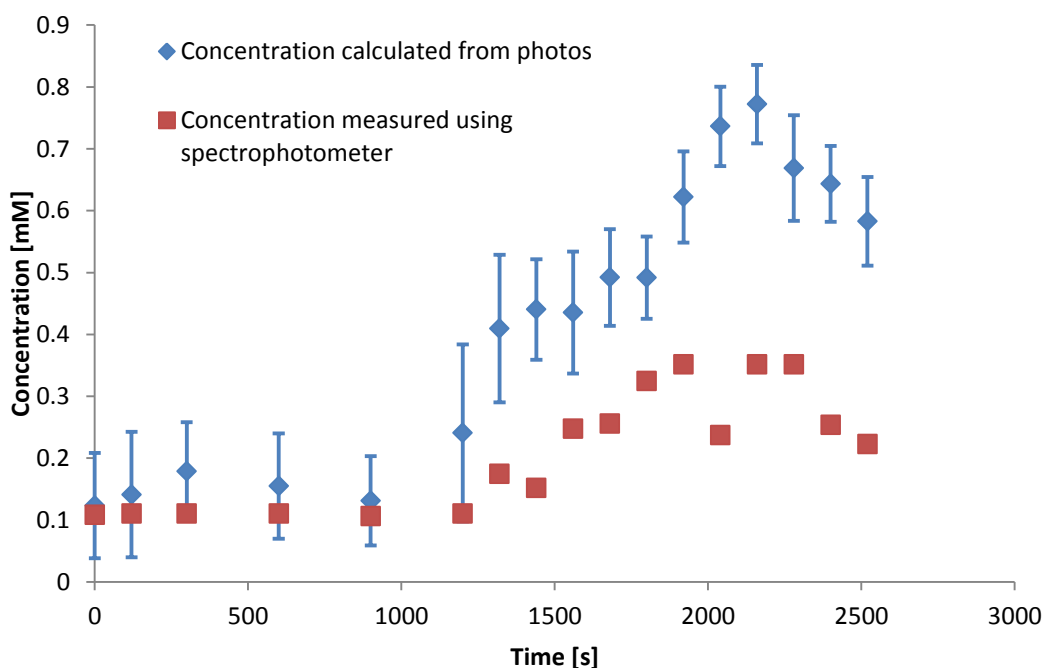 0.9
Concentration calculated from photos
0.8
Concentration measured using
spectrophotometer
0.7
0.6
0.5
0.4
0.3
0.2
0.1
0
Concentration [mM]
0 500 1000 1500 2000 2500 3000
Time [s]